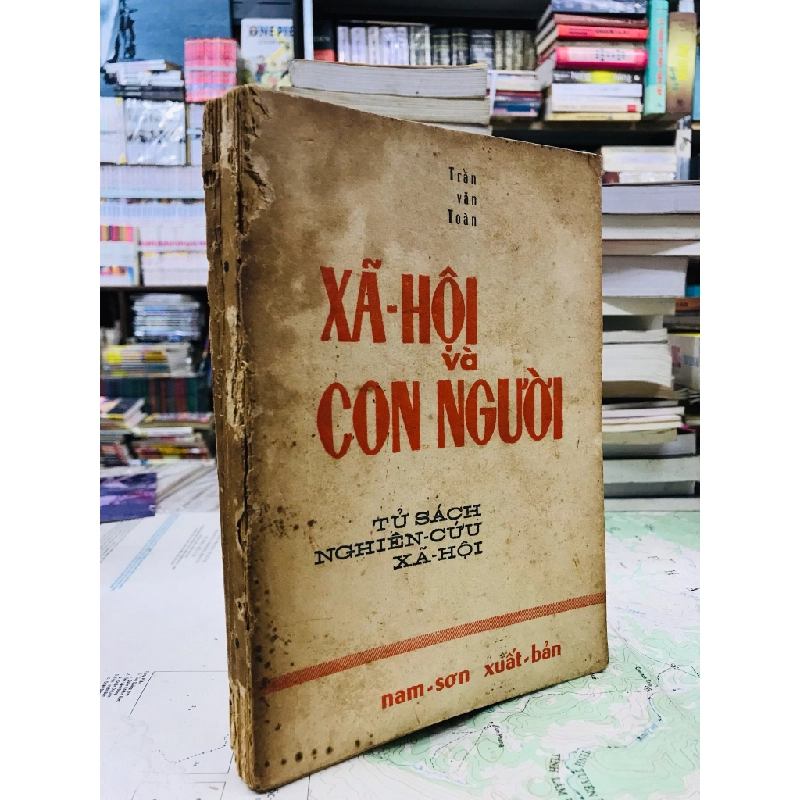 Trần
văn
Toàn
XÃ-HỘI
và
CON NGƯỜI
TỦ SÁCH
NGHIÊN-CỨU
XÃ-HỘI
nam-sơn xuất-bản